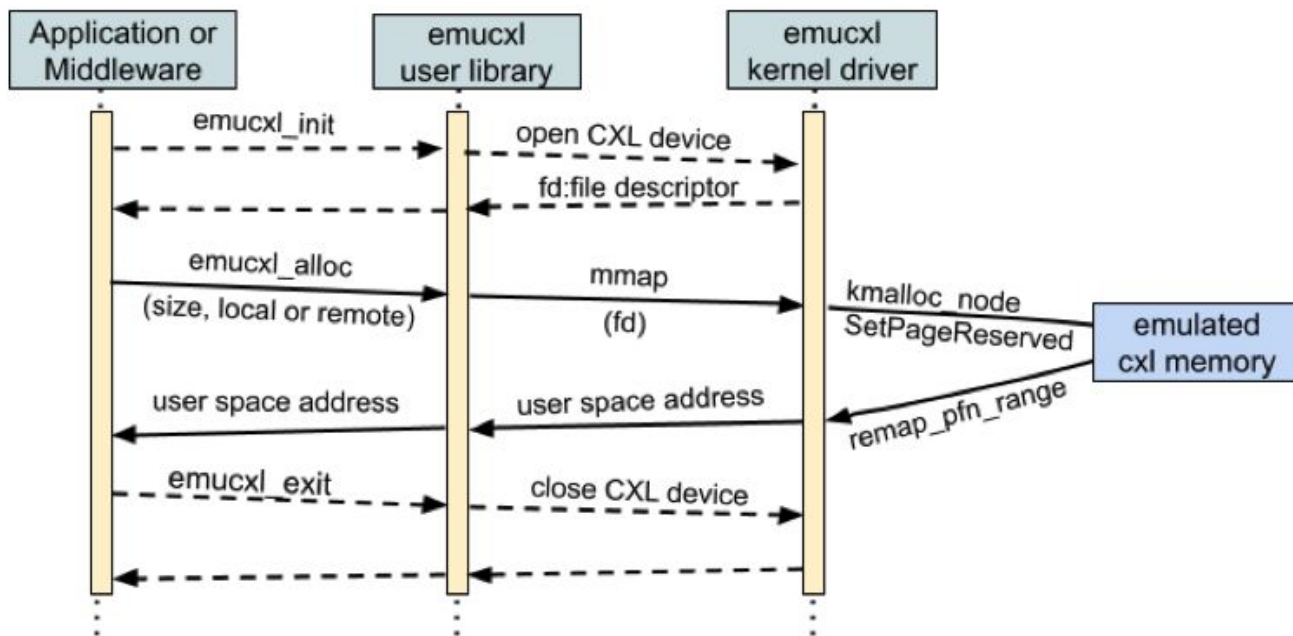 Application or
Middleware
emucxl
user library
emucxl
kernel driver
emucxl_init
open CXL device
fd:file descriptor
emucxl_alloc
(size, local or remote)
mmap
(fd)
kmalloc_node
SetPageReserved
emulated
cxl memory
user space address
user space address
remap_pfn_range
emucxl_exit
close CXL device